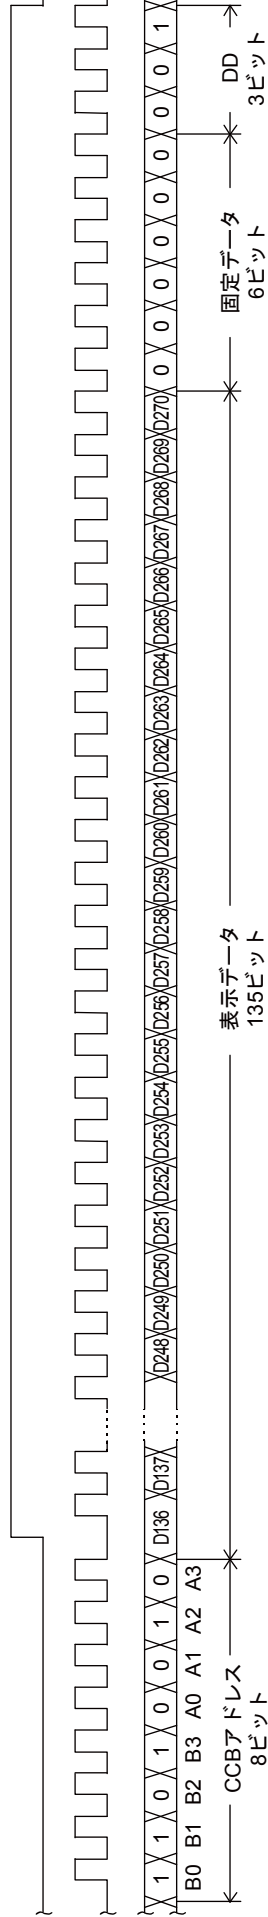 1 1 0 1 0 0 1 0 D136 D137 D248 D249 D250 D251 D252 D253 D254 D255 D256 D257 D258 D259 D260 D261 D262 D263 D264 D265 D266 D267 D268 D269 D270 0 0 0 0 0 0 0 0 1
B0 B1 B2 B3 A0 A1 A2 A3
CCBアドレス
8ビット
表示データ
135ビット
固定データ
6ビット
DD
3ビット